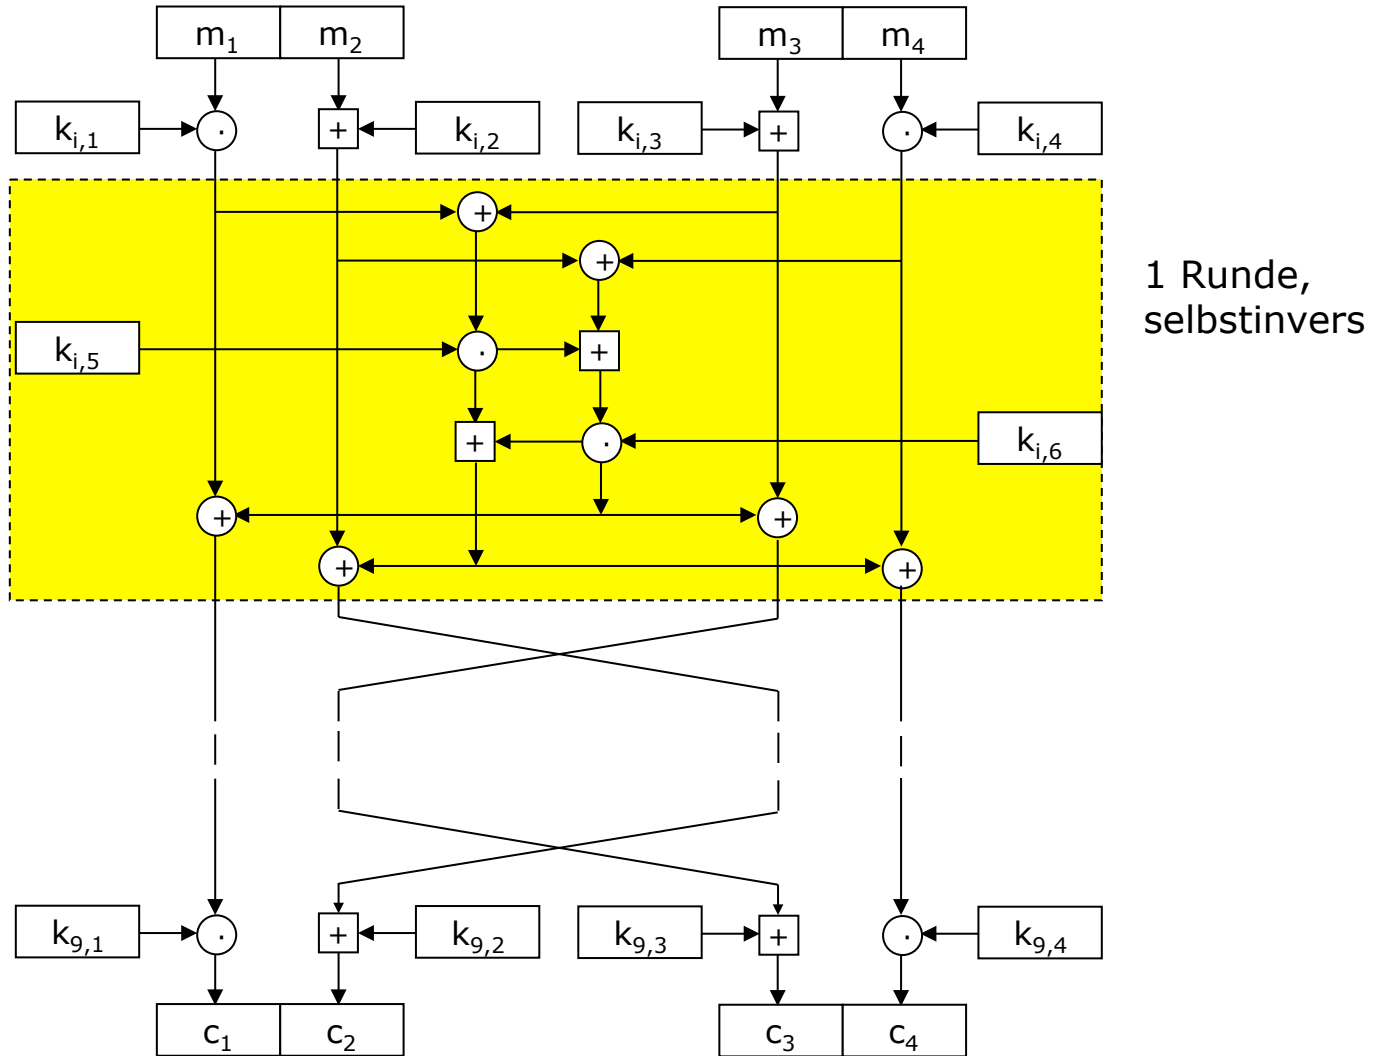 m₁ m₂ m₃ m₄
kᵢ,₁ · + kᵢ,₂ kᵢ,₃ + · kᵢ,₄
+
+
1 Runde,
selbstinvers
kᵢ,₅ · +
+ · kᵢ,₆
+ +
+ +
k₉,₁ · + k₉,₂ k₉,₃ + · k₉,₄
c₁ c₂ c₃ c₄